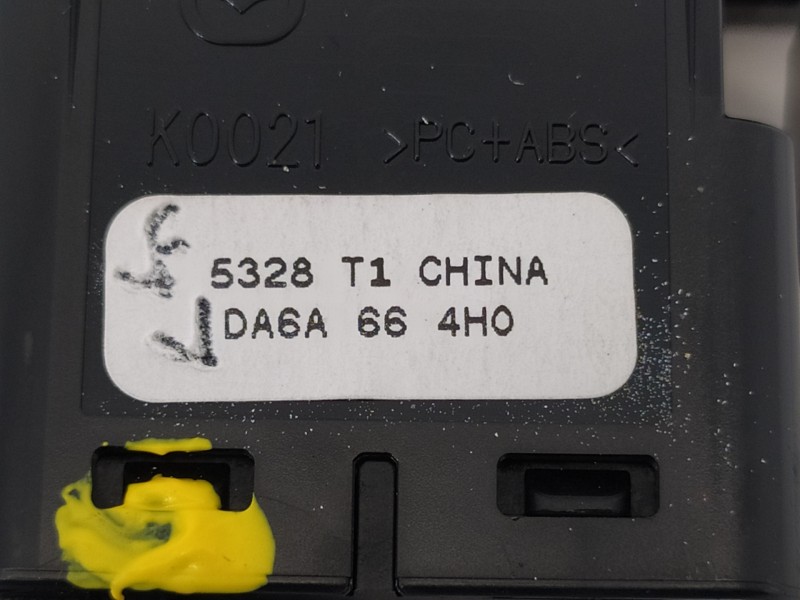 K0021 >PC+ABS<
5328 T1 CHINA
DA6A 66 4H0